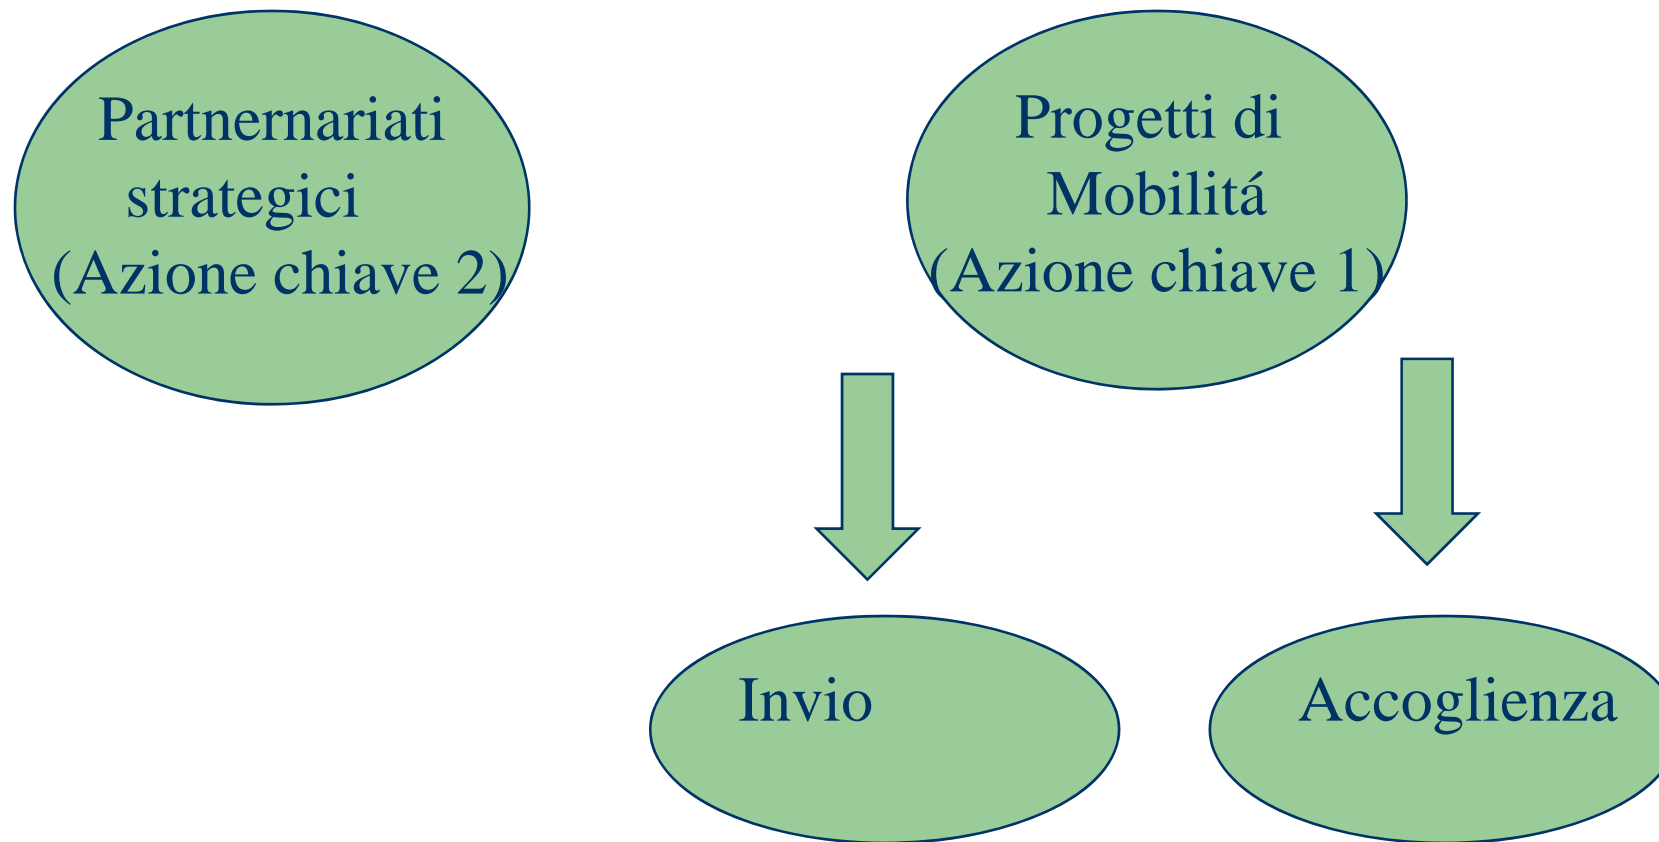 Partnernariati
strategici
(Azione chiave 2)
Progetti di
Mobilitá
(Azione chiave 1)
Invio
Accoglienza